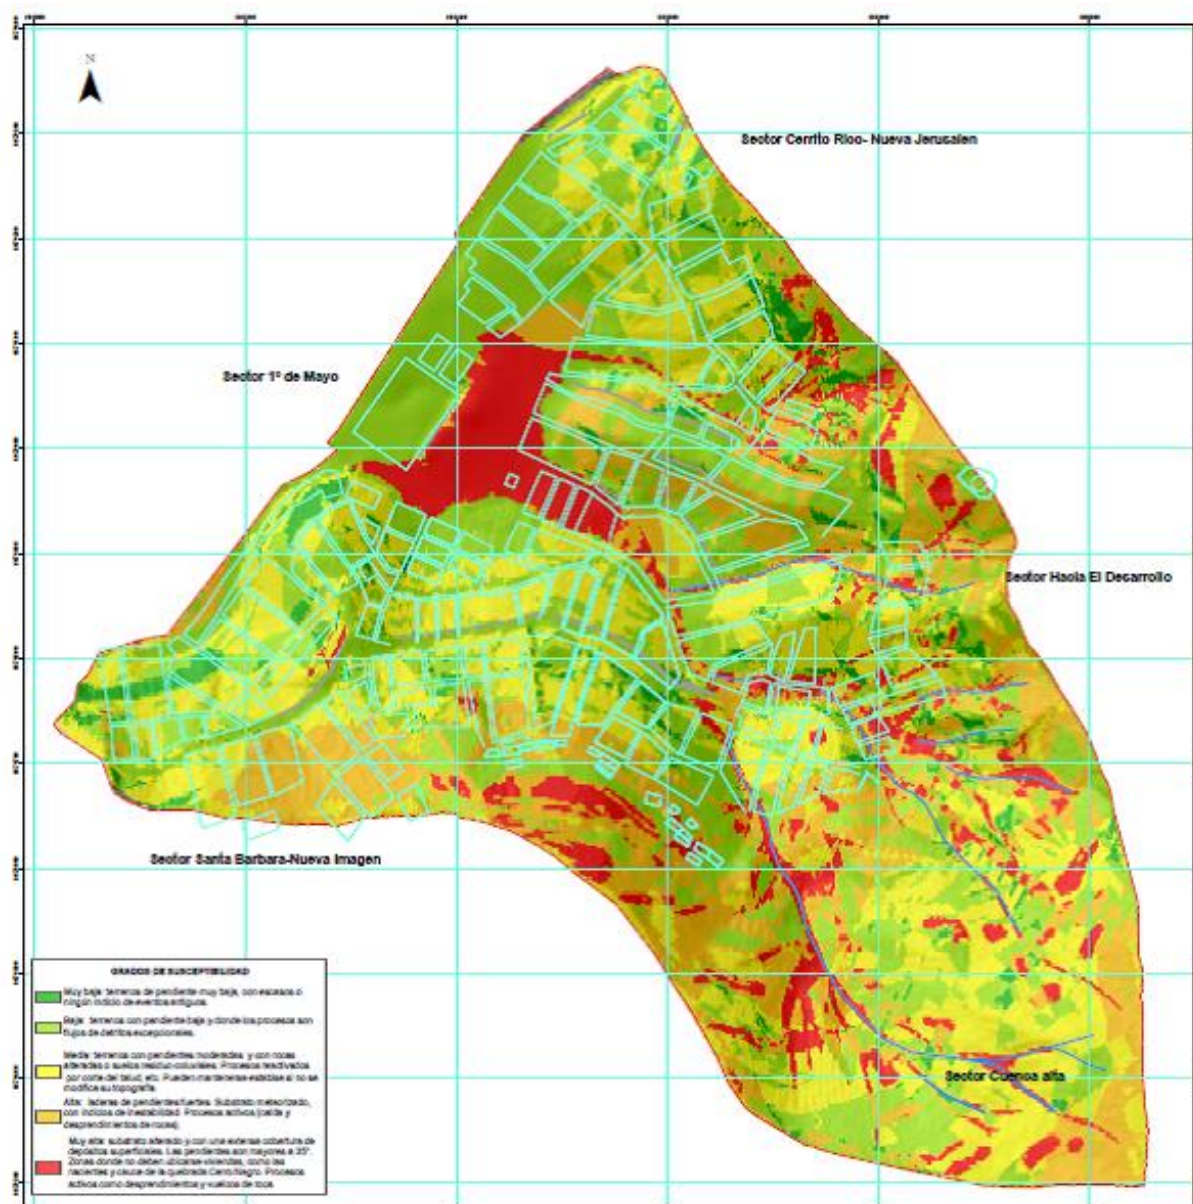 N
Sector Cerrito Rico- Nueva Jerusalen
Sector 1º de Mayo
Sector Hacia El Desarrollo
Sector Santa Barbara-Nueva Imagen
Sector Cuenca alta
GRADOS DE SUSCEPTIBILIDAD
Muy baja: terrenos de pendiente muy baja, con escasos o
ningún indicio de eventos antiguos.
Baja: terrenos con pendiente baja y donde los procesos son
flujos de detritos excepcionales.
Media: terrenos con pendientes moderadas y con rocas
alteradas o suelos residuo-coluviales. Procesos reactivados
por corte del talud, etc. Pueden mantenerse estables si no se
modifica su topografía.
Alta: laderas de pendientes fuertes. Substrato meteorizado,
con indicios de inestabilidad. Procesos activos (caída y
desprendimientos de rocas).
Muy alta: substrato alterado y con una extensa cobertura de
depósitos superficiales. Las pendientes son mayores a 35°.
Zonas donde no deben ubicarse viviendas, como las
nacientes y cauce de la quebrada Cerro Negro. Procesos
activos como desprendimientos y vuelcos de roca.